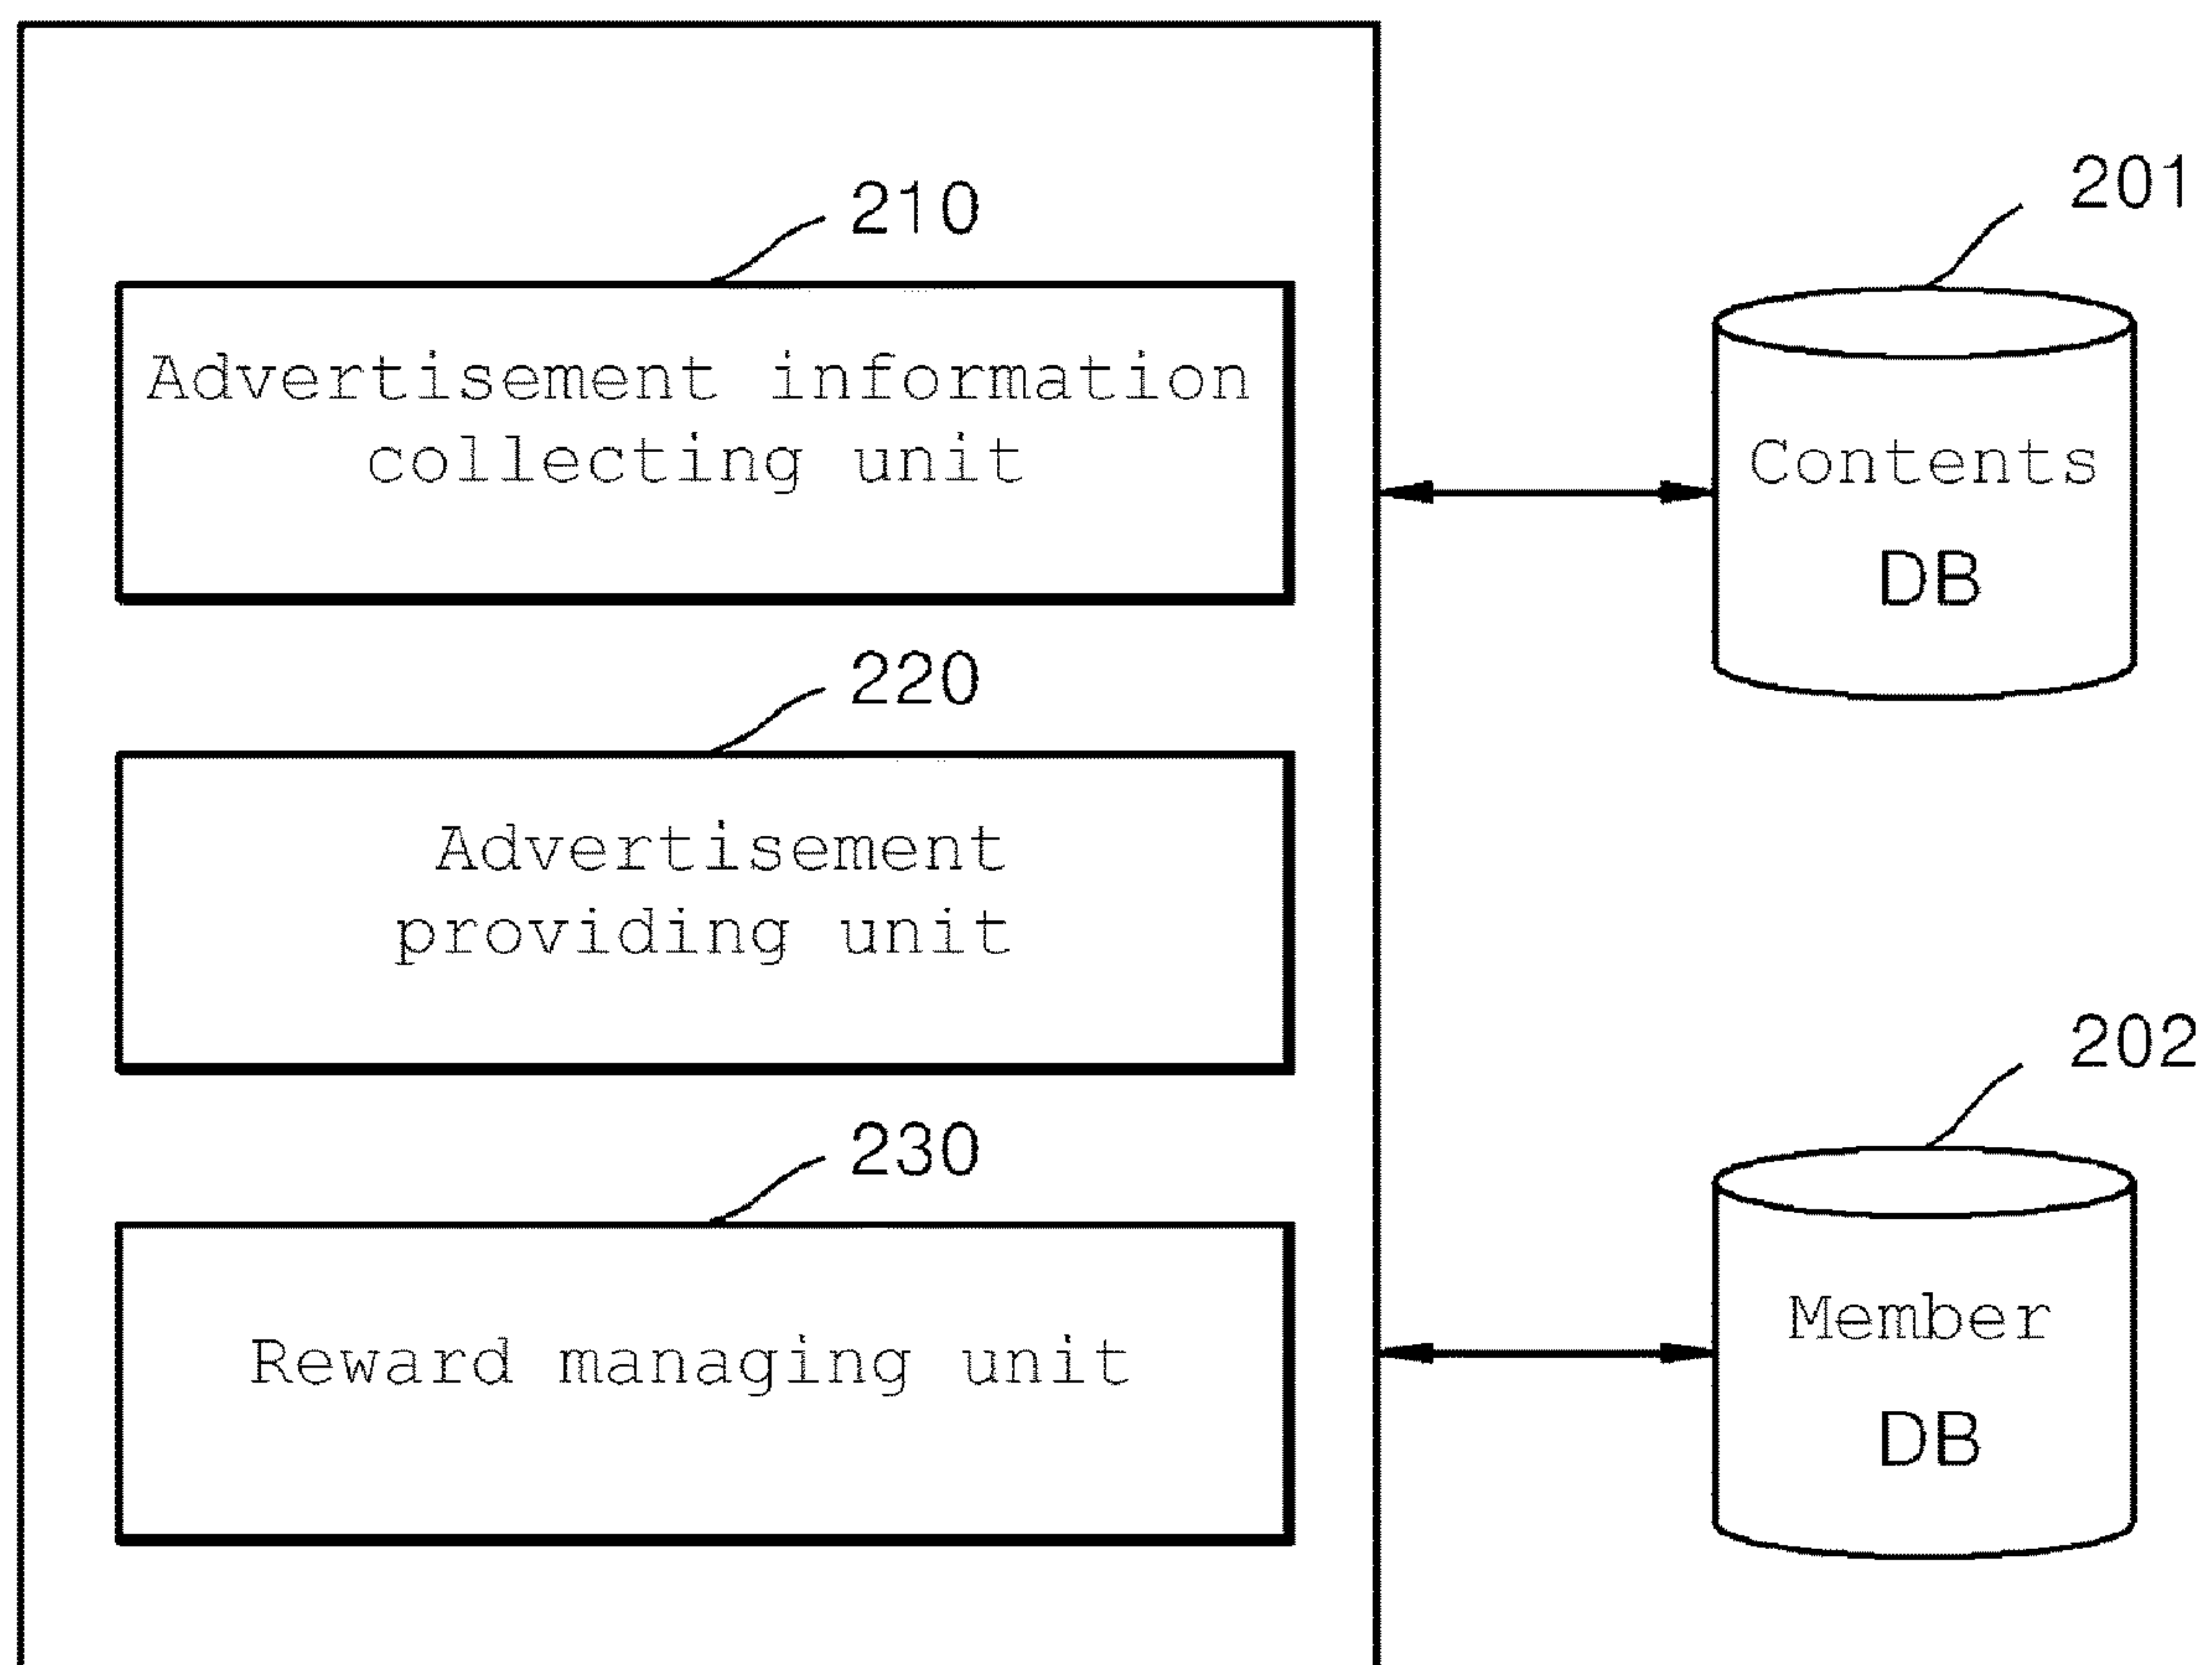 210
Advertisement information
collecting unit
220
Advertisement
providing unit
230
Reward managing unit
201
Contents
DB
202
Member
DB